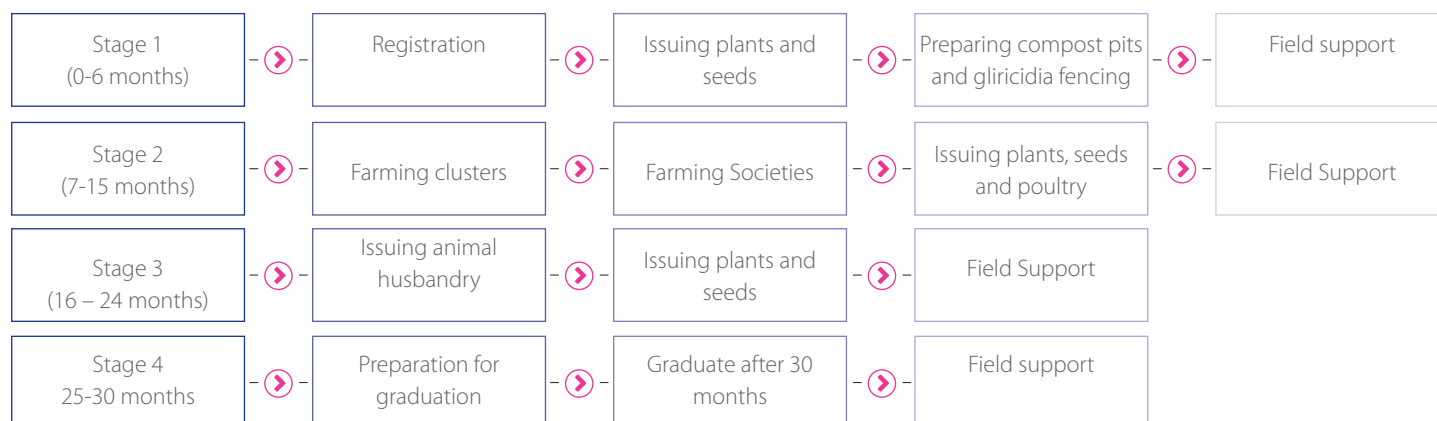 Stage 1
(0-6 months)
Registration
Issuing plants and
seeds
Preparing compost pits
and gliricidia fencing
Field support
Stage 2
(7-15 months)
Farming clusters
Farming Societies
Issuing plants, seeds
and poultry
Field Support
Stage 3
(16 – 24 months)
Issuing animal
husbandry
Issuing plants and
seeds
Field Support
Stage 4
25-30 months
Preparation for
graduation
Graduate after 30
months
Field support